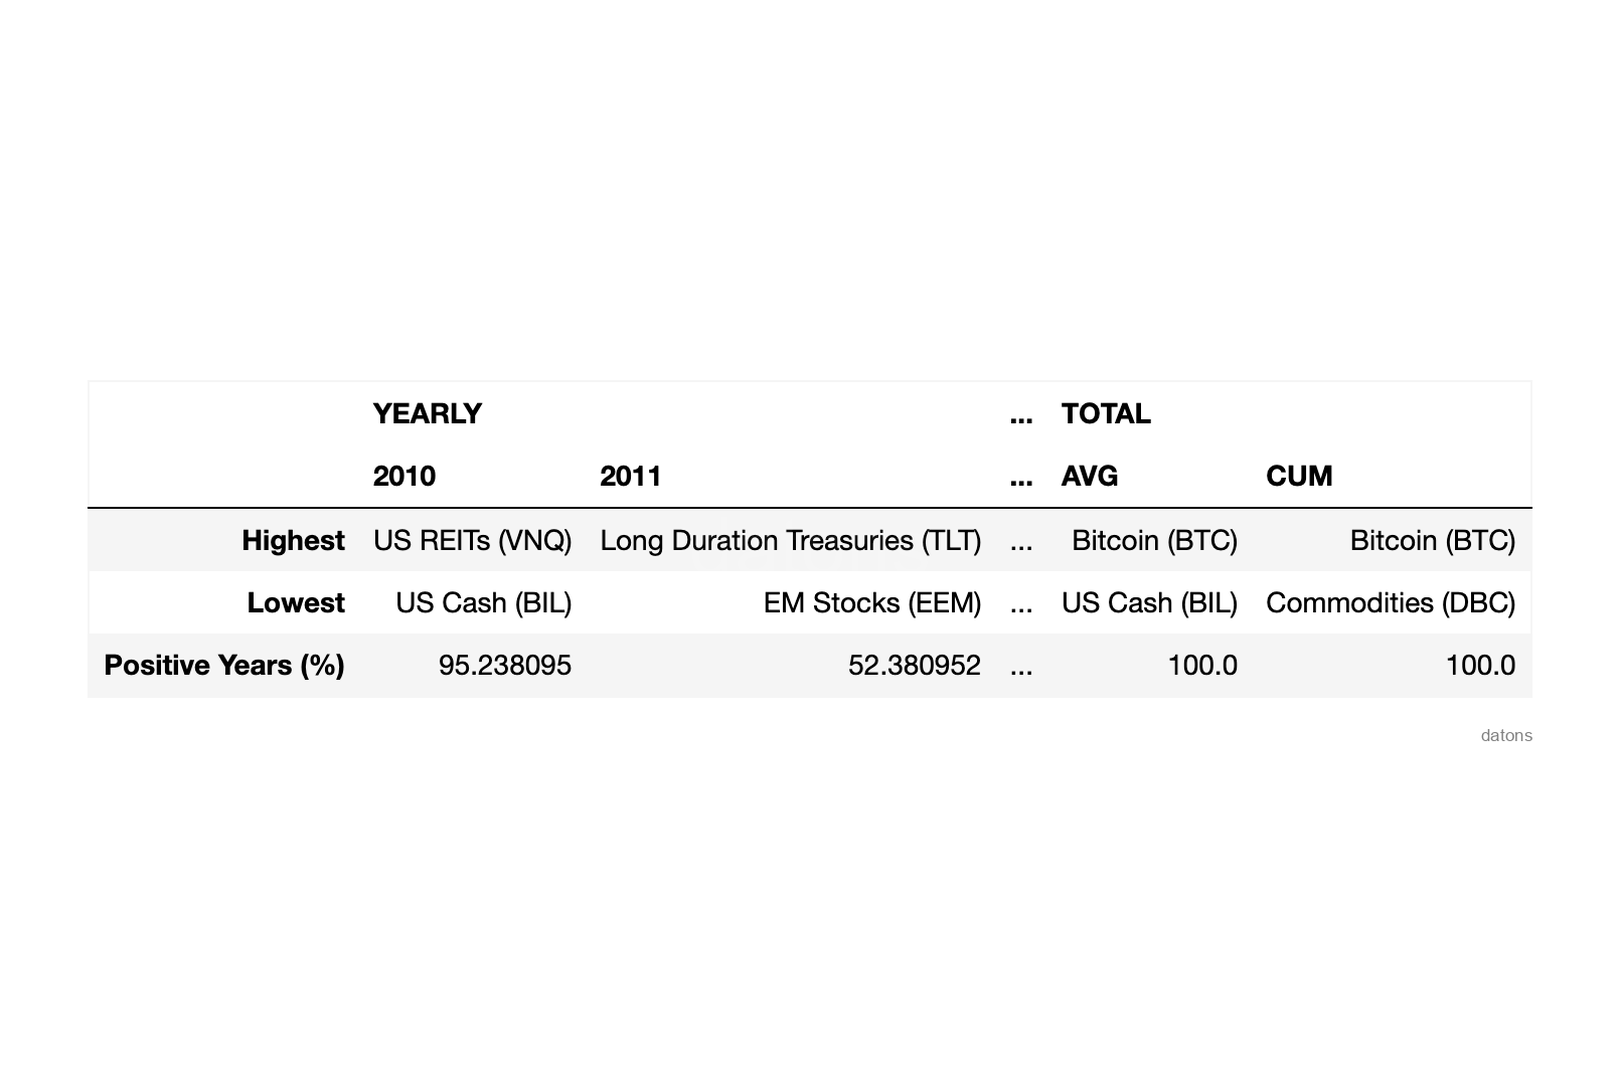 YEARLY ... TOTAL
2010 2011 ... AVG CUM
Highest US REITs (VNQ) Long Duration Treasuries (TLT) ... Bitcoin (BTC) Bitcoin (BTC)
Lowest US Cash (BIL) EM Stocks (EEM) ... US Cash (BIL) Commodities (DBC)
Positive Years (%) 95.238095 52.380952 ... 100.0 100.0
datons